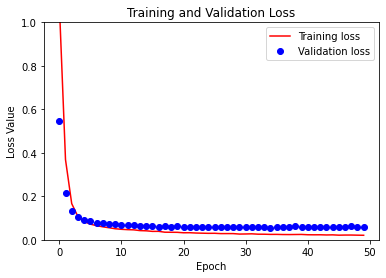 Training and Validation Loss
Training loss
Validation loss
Loss Value
1.0
0.8
0.6
0.4
0.2
0.0
0 10 20 30 40 50
Epoch